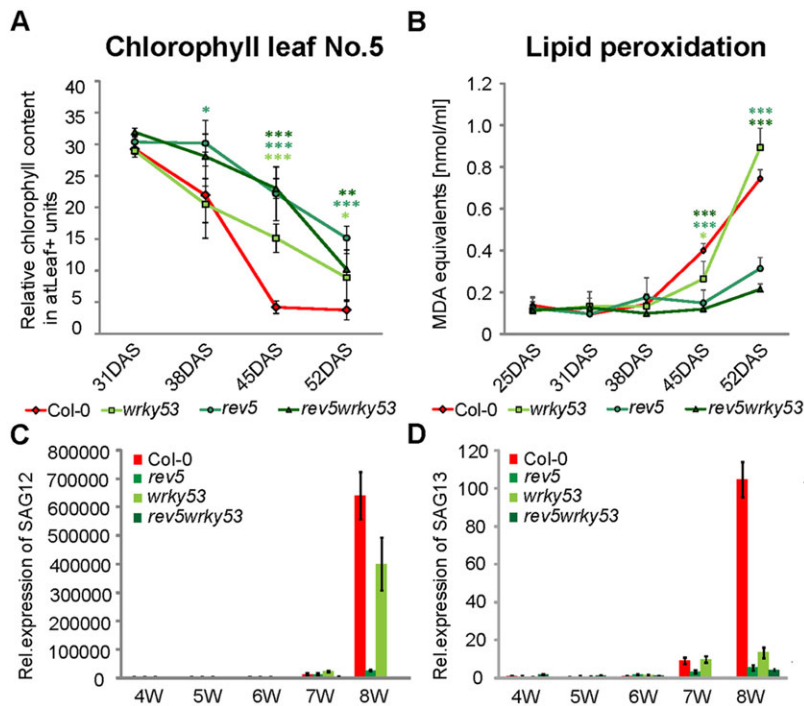 A
Chlorophyll leaf No.5
Relative chlorophyll content
in atLeaf+ units
40
35
30
25
20
15
10
5
0
*
***
***
***
**
***
*
31DAS
38DAS
45DAS
52DAS
Col-0 wrky53 rev5 rev5wrky53
B
Lipid peroxidation
MDA equivalents [nmol/ml]
1.2
1.0
0.8
0.6
0.4
0.2
0
***
***
*
***
***
25DAS
31DAS
38DAS
45DAS
52DAS
Col-0 wrky53 rev5 rev5wrky53
C
Rel.expression of SAG12
800000
700000
600000
500000
400000
300000
200000
100000
0
Col-0
rev5
wrky53
rev5wrky53
4W 5W 6W 7W 8W
D
Rel.expression of SAG13
120
100
80
60
40
20
0
Col-0
rev5
wrky53
rev5wrky53
4W 5W 6W 7W 8W